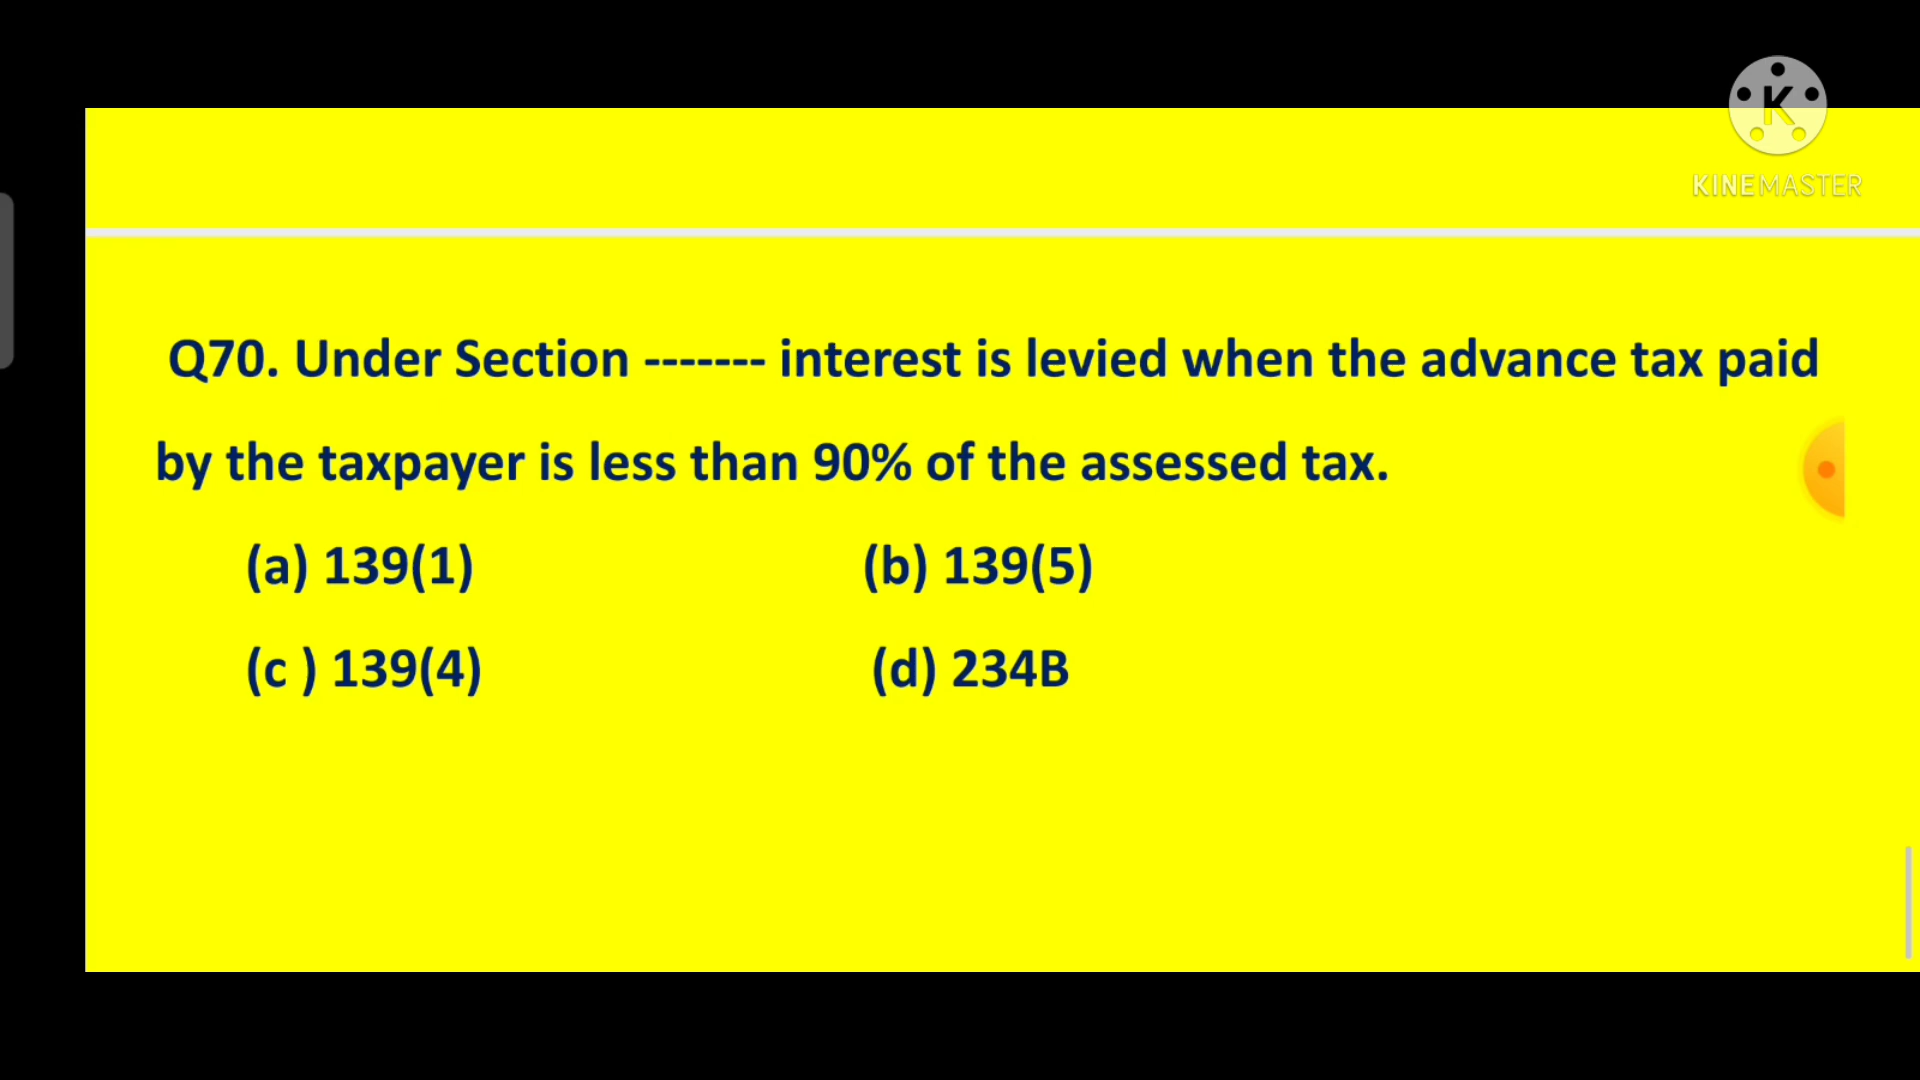 K
KINEMASTER
Q70. Under Section ------- interest is levied when the advance tax paid
by the taxpayer is less than 90% of the assessed tax.
(a) 139(1) (b) 139(5)
(c ) 139(4) (d) 234B